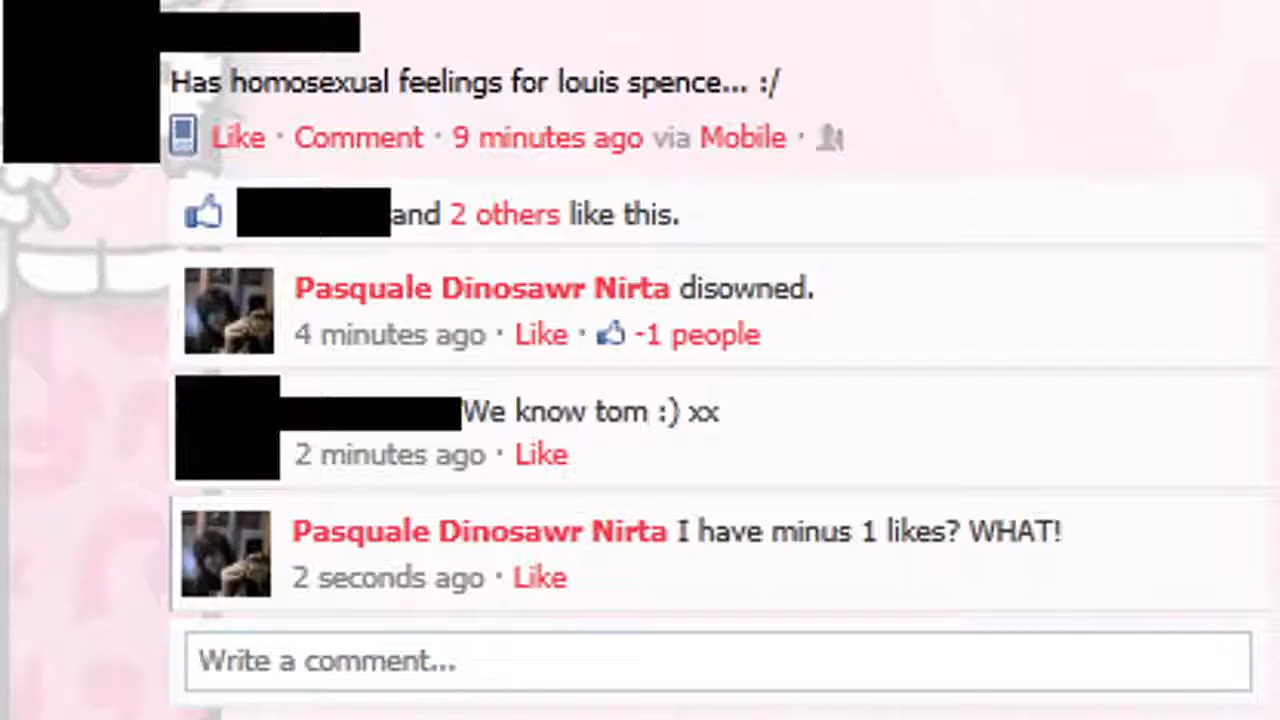 Has homosexual feelings for louis spence... :/
Like · Comment · 9 minutes ago via Mobile ·
and 2 others like this.
Pasquale Dinosawr Nirta disowned.
4 minutes ago · Like · -1 people
We know tom :) xx
2 minutes ago · Like
Pasquale Dinosawr Nirta I have minus 1 likes? WHAT!
2 seconds ago · Like
Write a comment...